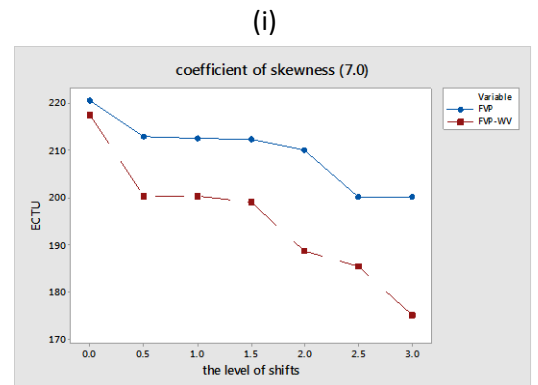 (i)
coefficient of skewness (7.0)
Variable
FVP
FVP-WV
220
210
200
190
180
170
ECTU
0.0 0.5 1.0 1.5 2.0 2.5 3.0
the level of shifts